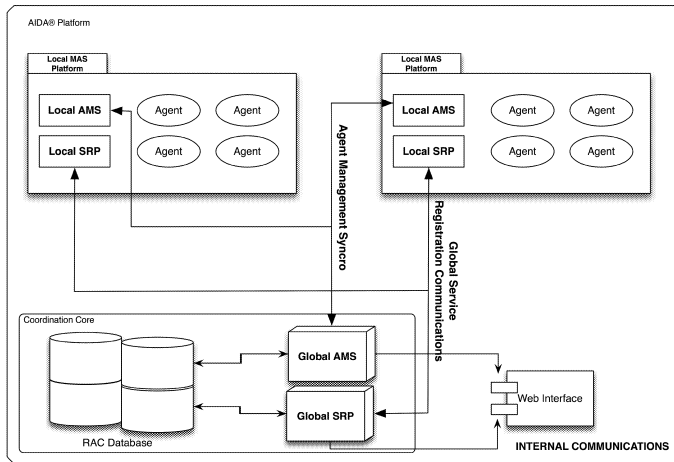 AIDA® Platform
Local MAS
Platform
Local AMS
Agent
Agent
Local SRP
Agent
Agent
Local MAS
Platform
Local AMS
Agent
Agent
Local SRP
Agent
Agent
Agent Management Syncro
Global Service
Registration Communications
Coordination Core
Global AMS
Global SRP
RAC Database
Web Interface
INTERNAL COMMUNICATIONS